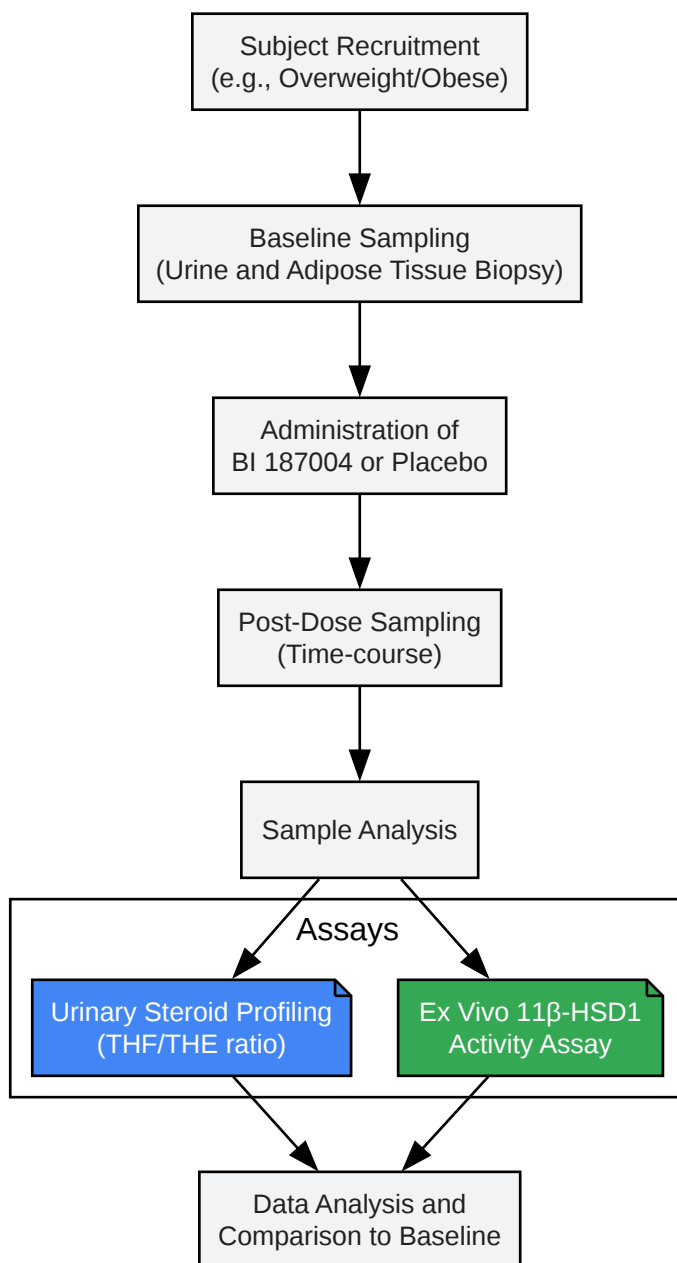 Subject Recruitment
(e.g., Overweight/Obese)
Baseline Sampling
(Urine and Adipose Tissue Biopsy)
Administration of
BI 187004 or Placebo
Post-Dose Sampling
(Time-course)
Sample Analysis
Assays
Urinary Steroid Profiling
(THF/THE ratio)
Ex Vivo 11β-HSD1
Activity Assay
Data Analysis and
Comparison to Baseline